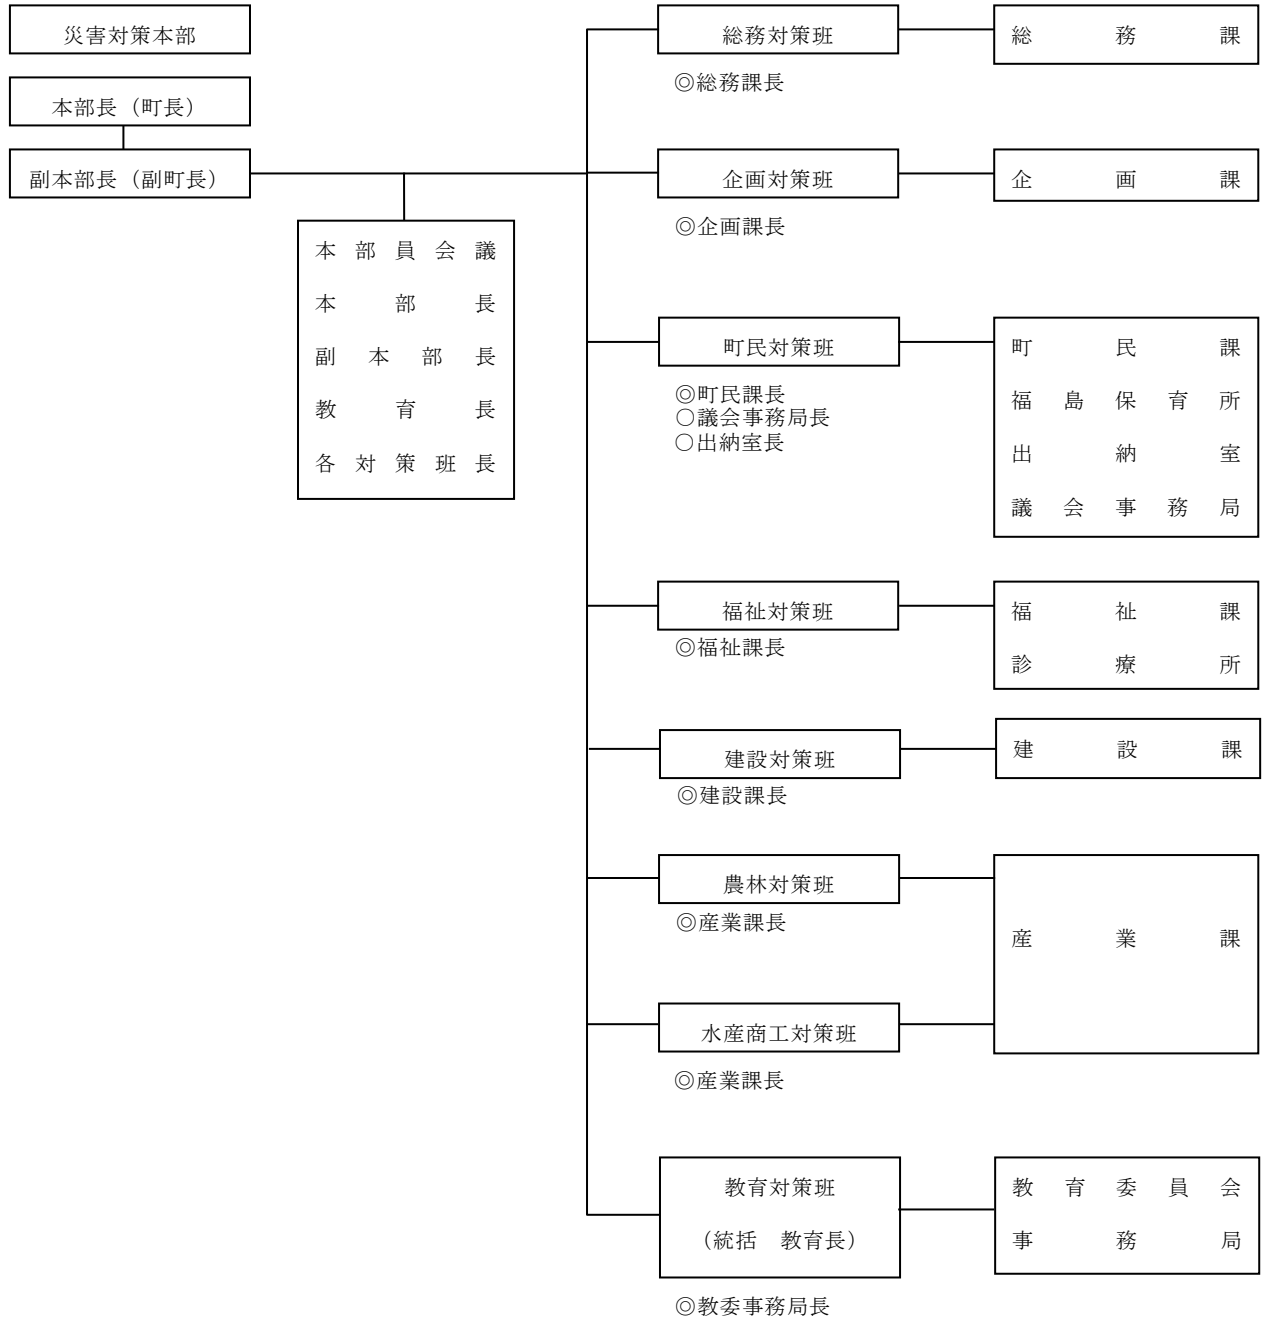 災害対策本部
本部長（町長）
副本部長（副町長）
本部員会議
本部長
副本部長
教育長
各対策班長
総務対策班
◎総務課長
総務課
企画対策班
◎企画課長
企画課
町民対策班
◎町民課長
○議会事務局長
○出納室長
町民課
福島保育所
出納室
議会事務局
福祉対策班
◎福祉課長
福祉課
診療所
建設対策班
◎建設課長
建設課
農林対策班
◎産業課長
産業課
水産商工対策班
◎産業課長
教育対策班
（統括　教育長）
◎教委事務局長
教育委員会
事務局